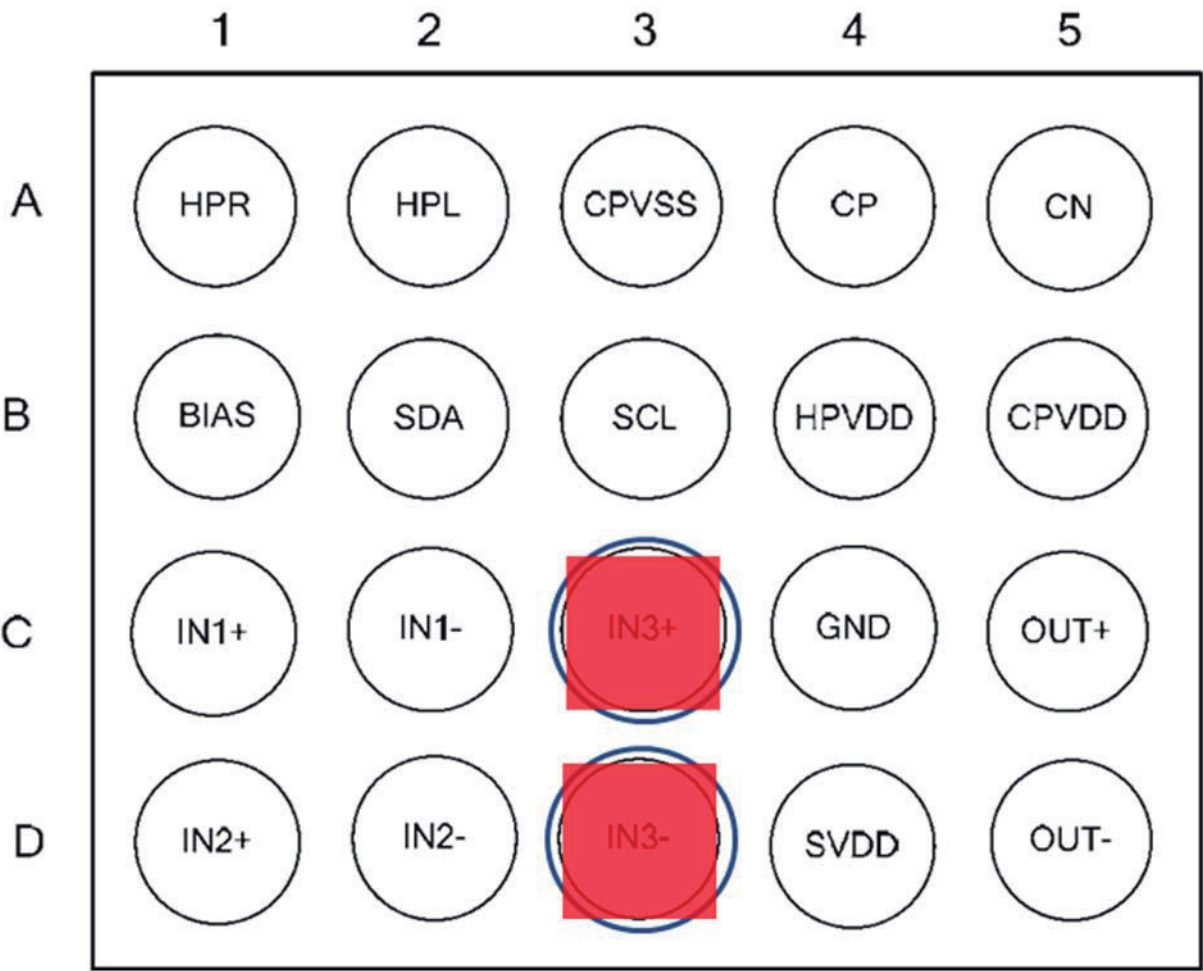 1 2 3 4 5
A HPR HPL CPVSS CP CN
B BIAS SDA SCL HPVDD CPVDD
C IN1+ IN1- IN3+ GND OUT+
D IN2+ IN2- IN3- SVDD OUT-